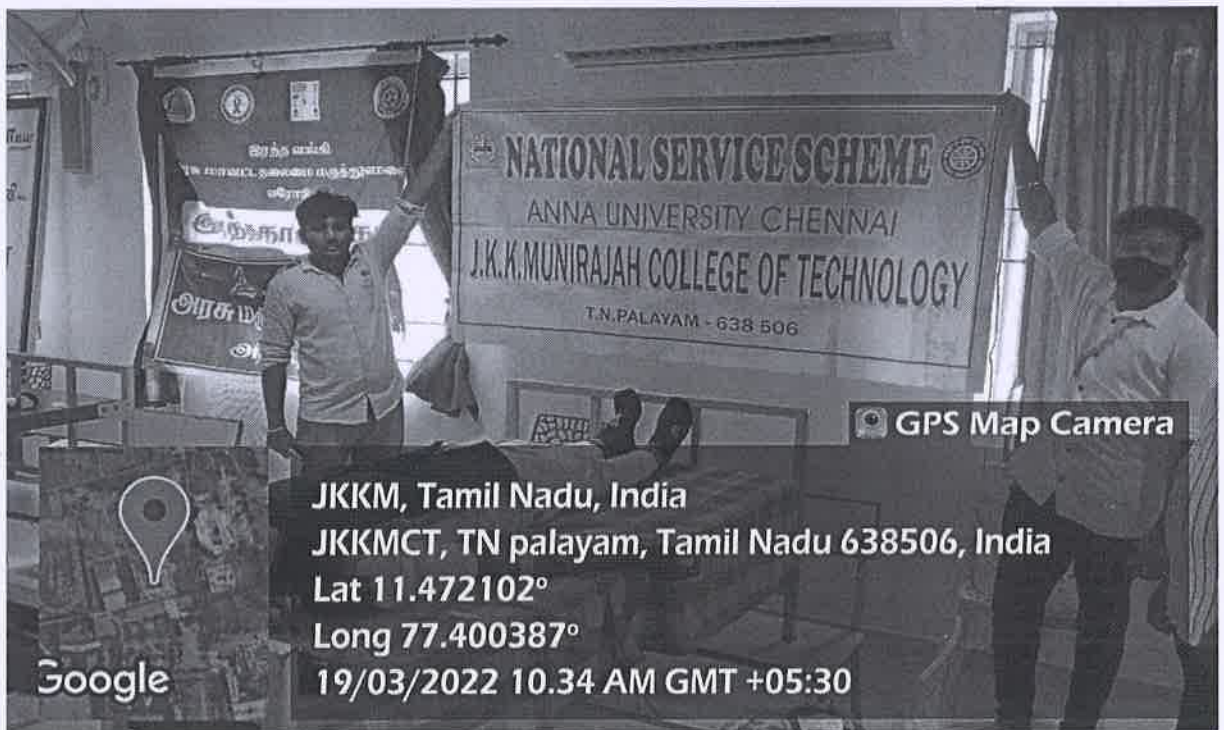 இரத்த வங்கி
தலைமை
அரசு
NATIONAL SERVICE SCHEME
ANNA UNIVERSITY CHENNAI
J.K.K.MUNIRAJAH COLLEGE OF TECHNOLOGY
T.N.PALAYAM - 638 506
GPS Map Camera
JKKM, Tamil Nadu, India
JKKMCT, TN palayam, Tamil Nadu 638506, India
Lat 11.472102°
Long 77.400387°
19/03/2022 10.34 AM GMT +05:30
Google